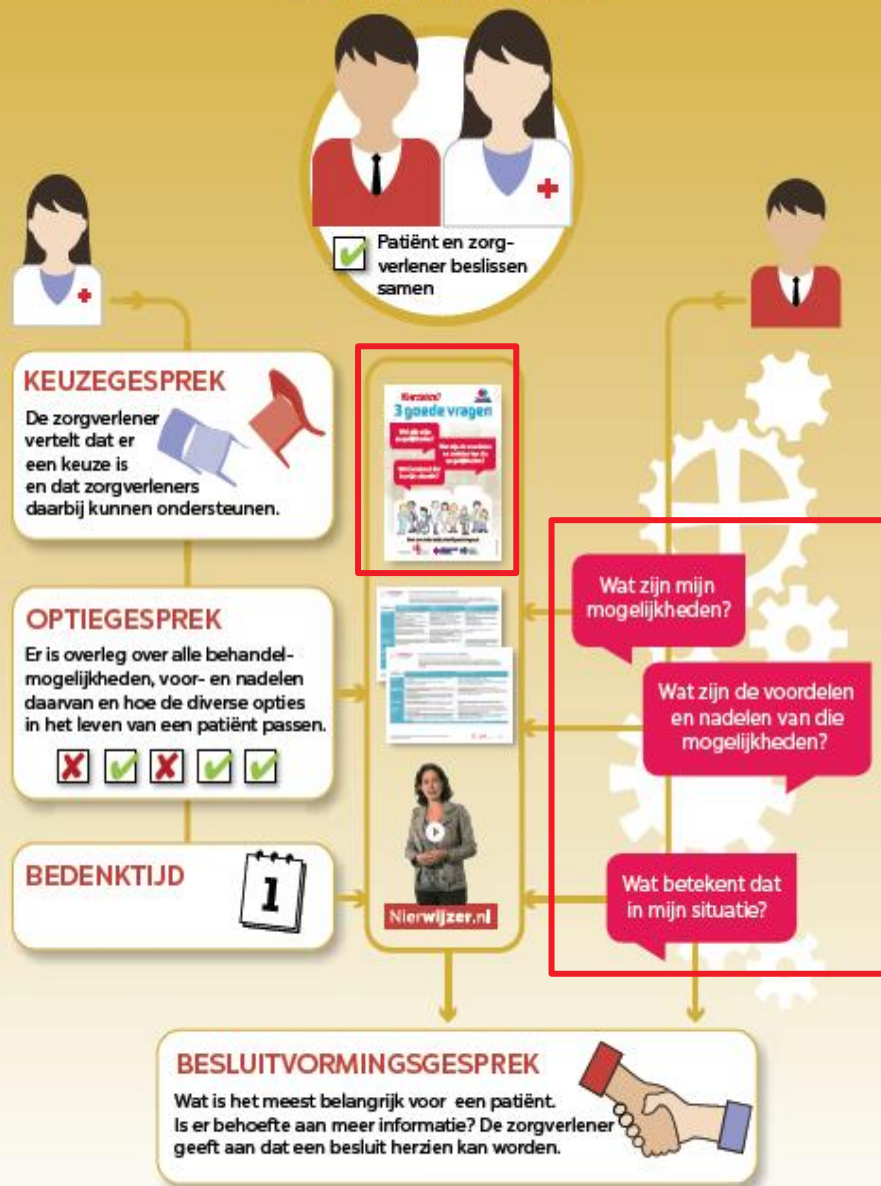 Patiënt en zorg-
verlener beslissen
samen
KEUZEGESPREK
De zorgverlener
vertelt dat er
een keuze is
en dat zorgverleners
daarbij kunnen ondersteunen.
3 goede vragen
Wat zijn mijn
mogelijkheden?
OPTIEGESPREK
Er is overleg over alle behandel-
mogelijkheden, voor- en nadelen
daarvan en hoe de diverse opties
in het leven van een patiënt passen.
Wat zijn mijn
mogelijkheden?
Wat zijn de voordelen
en nadelen van die
mogelijkheden?
BEDENKTIJD
1
Nierwijzer.nl
Wat betekent dat
in mijn situatie?
BESLUITVORMINGSGESPREK
Wat is het meest belangrijk voor een patiënt.
Is er behoefte aan meer informatie? De zorgverlener
geeft aan dat een besluit herzien kan worden.